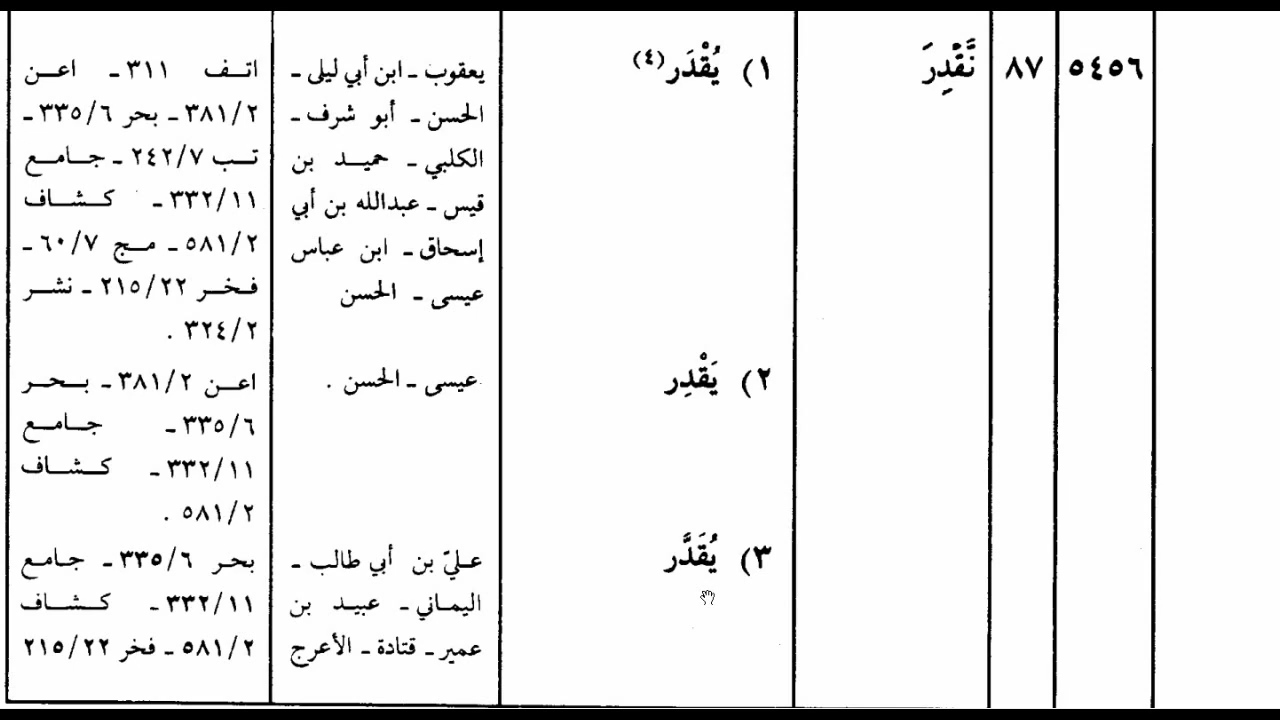 ٥٤٥٦ ٨٧ نَّقْدِرَ
١) يُقْدَر(٤)
يعقوب ـ ابن أبي ليلى ـ
الحسن ـ أبو شرف ـ
الكلبي ـ حميد بن
قيس ـ عبدالله بن أبي
إسحاق ـ ابن عباس
عيسى ـ الحسن
اتف ٣١١ ـ اعن
٣٨١/٢ ـ بحر ٣٣٥/٦ ـ
تب ٢٤٢/٧ ـ جامع
٣٣٢/١١ ـ كشاف
٥٨١/٢ ـ مج ٦٠/٧ ـ
فخر ٢١٥/٢٢ ـ نشر
٣٢٤/٢ .
٢) يَقْدِر
عيسى ـ الحسن .
اعن ٣٨١/٢ ـ بحر
٣٣٥/٦ ـ جامع
٣٣٢/١١ ـ كشاف
٥٨١/٢ .
٣) يُقَدَّر
عليّ بن أبي طالب ـ
اليماني ـ عبيد بن
عمير ـ قتادة ـ الأعرج
بحر ٣٣٥/٦ ـ جامع
٣٣٢/١١ ـ كشاف
٥٨١/٢ ـ فخر ٢١٥/٢٢